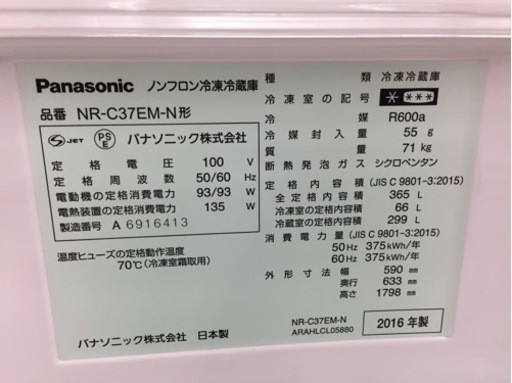 Panasonic ノンフロン冷凍冷蔵庫
品番 NR-C37EM-N形
JET PSE パナソニック株式会社
定格電圧 100 V
定格周波数 50/60 Hz
電動機の定格消費電力 93/93 W
電熱装置の定格消費電力 135 W
製造番号 A 6916413
温度ヒューズの定格動作温度
70℃(冷凍室霜取用)
パナソニック株式会社 日本製
種類 冷凍冷蔵庫
冷凍室の記号 * ***
冷媒 R600a
冷媒封入量 55 g
質量 71 kg
断熱発泡ガス シクロペンタン
定格内容積 (JIS C 9801-3:2015)
全定格内容積 365 L
冷凍室の定格内容積 66 L
冷蔵室の定格内容積 299 L
消費電力量 (JIS C 9801-3:2015)
50Hz 375kWh/年
60Hz 375kWh/年
外形寸法 幅 590 mm
奥行 633 mm
高さ 1798 mm
NR-C37EM-N
ARAHLCL05880
2016 年製